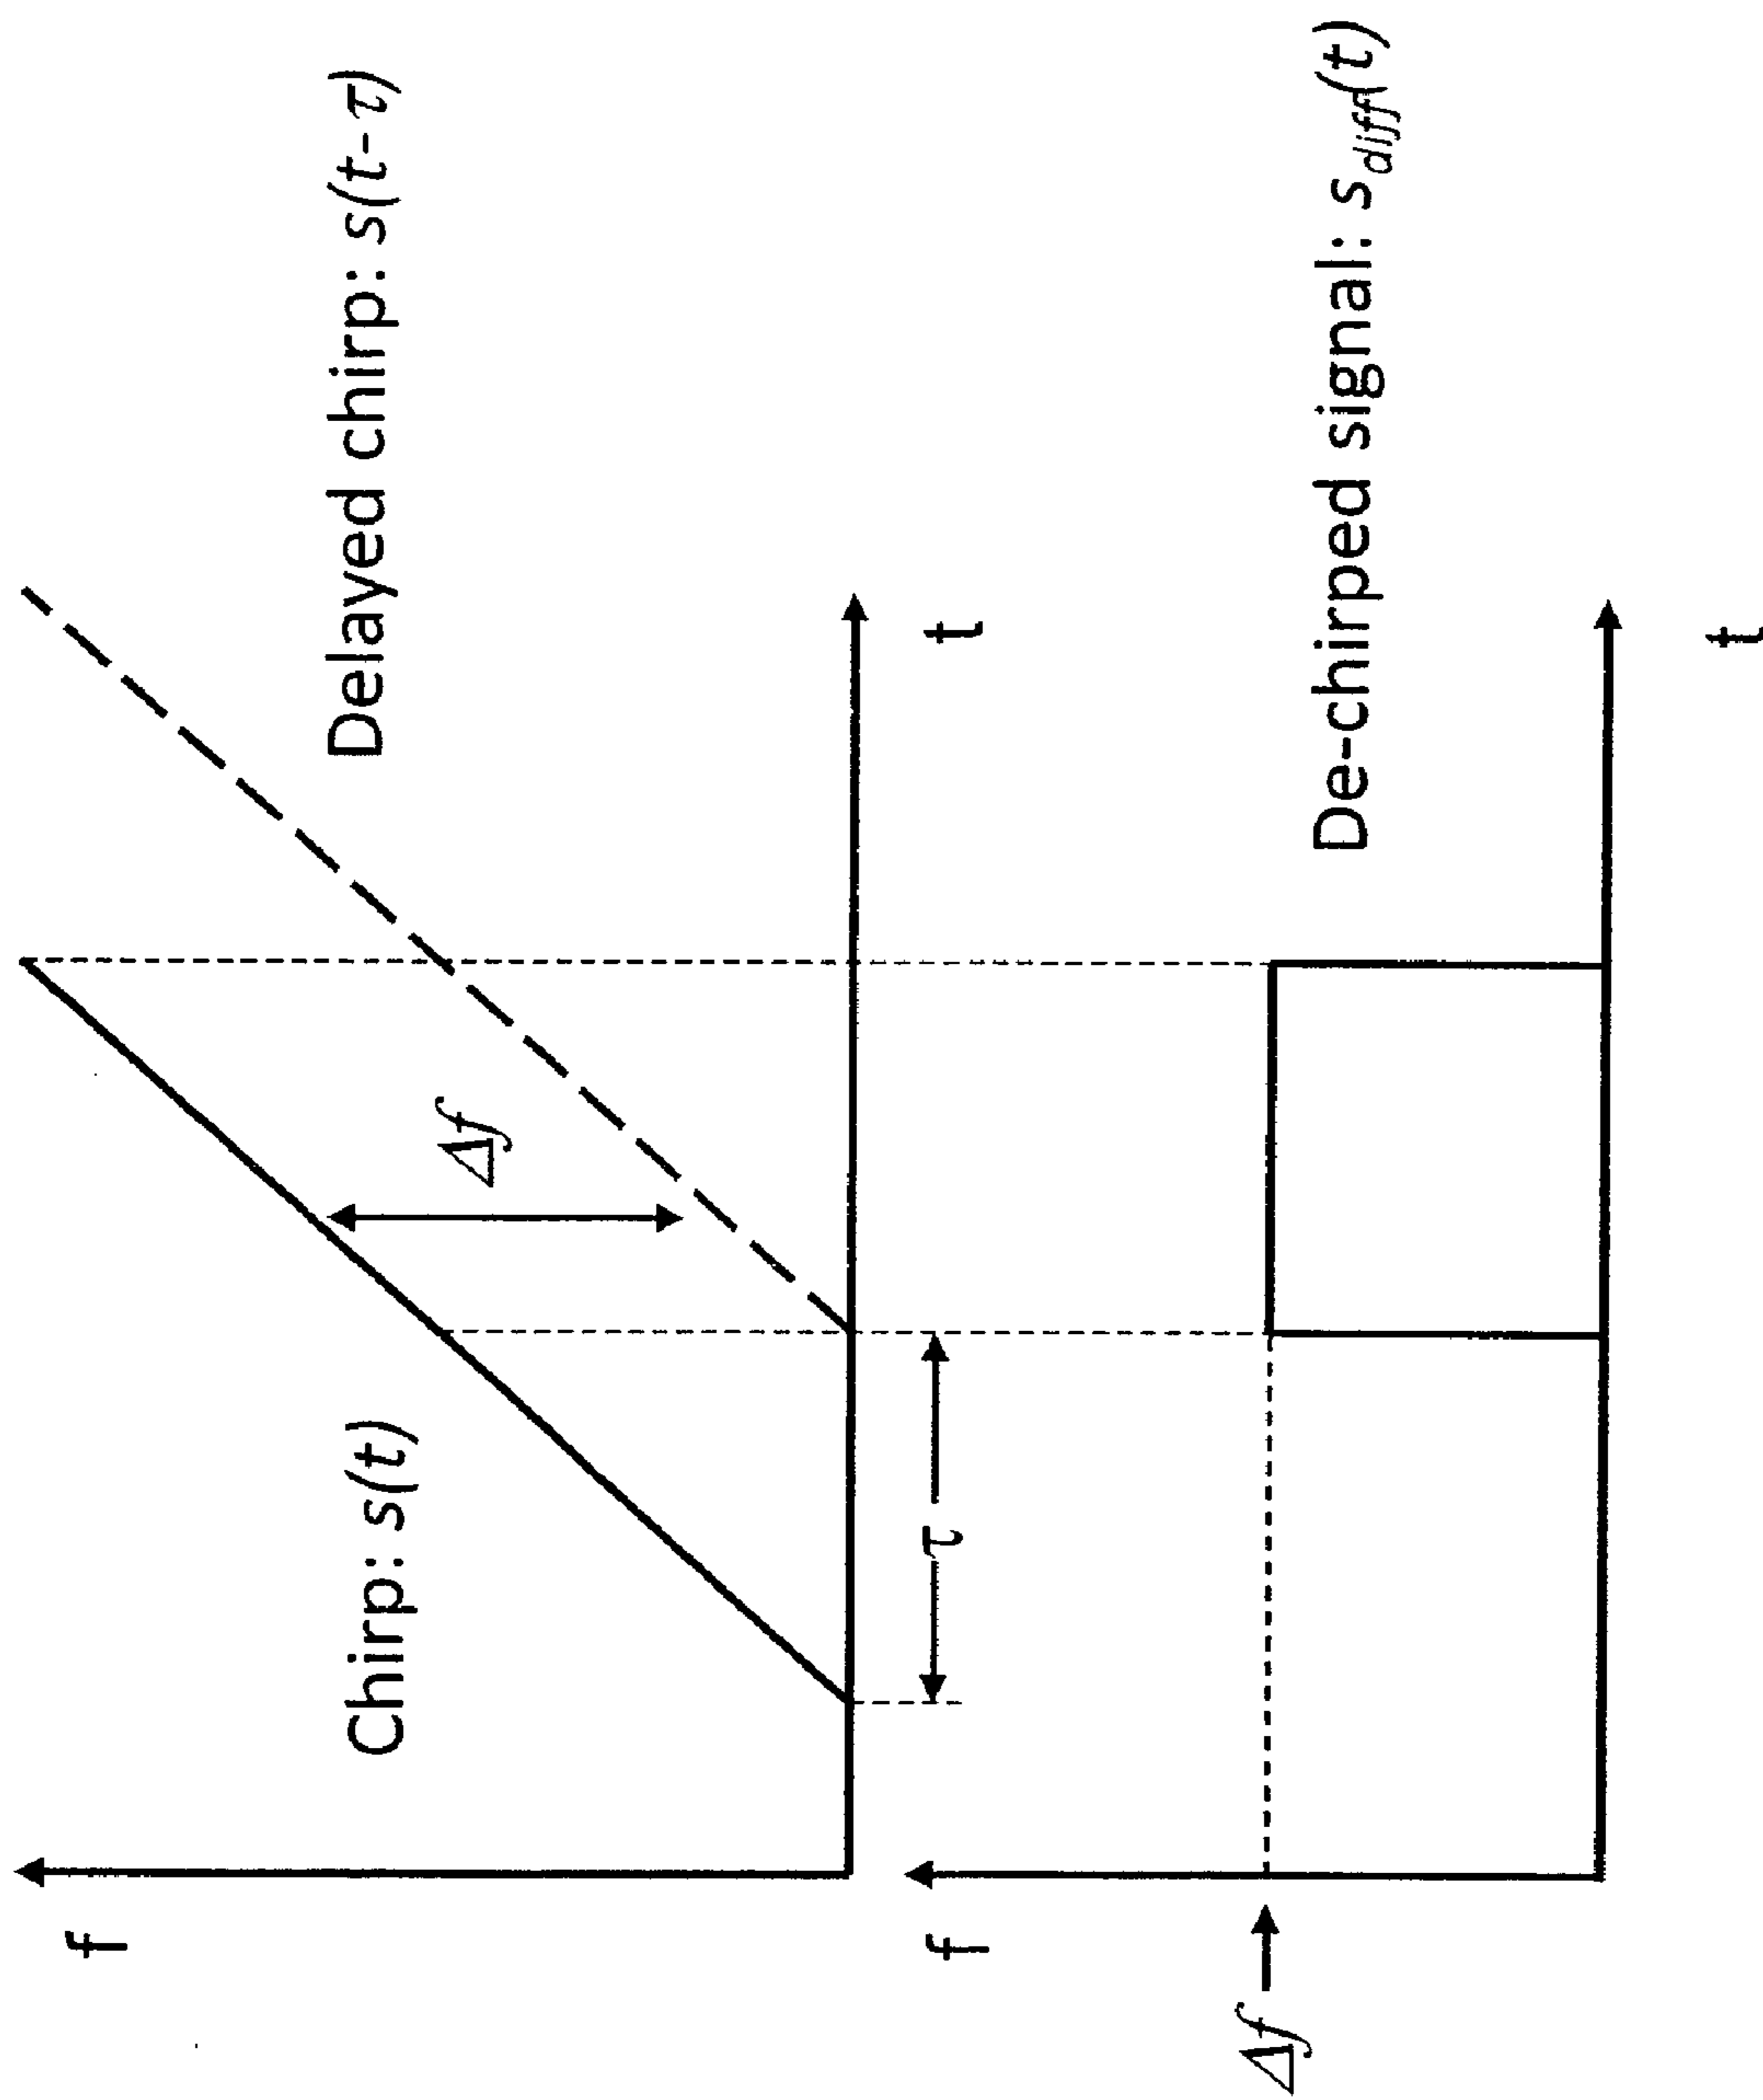 f
Chirp: s(t)
Δf
Delayed chirp: s(t-τ)
τ
t
f
Δf
De-chirped signal: s_diff(t)
t